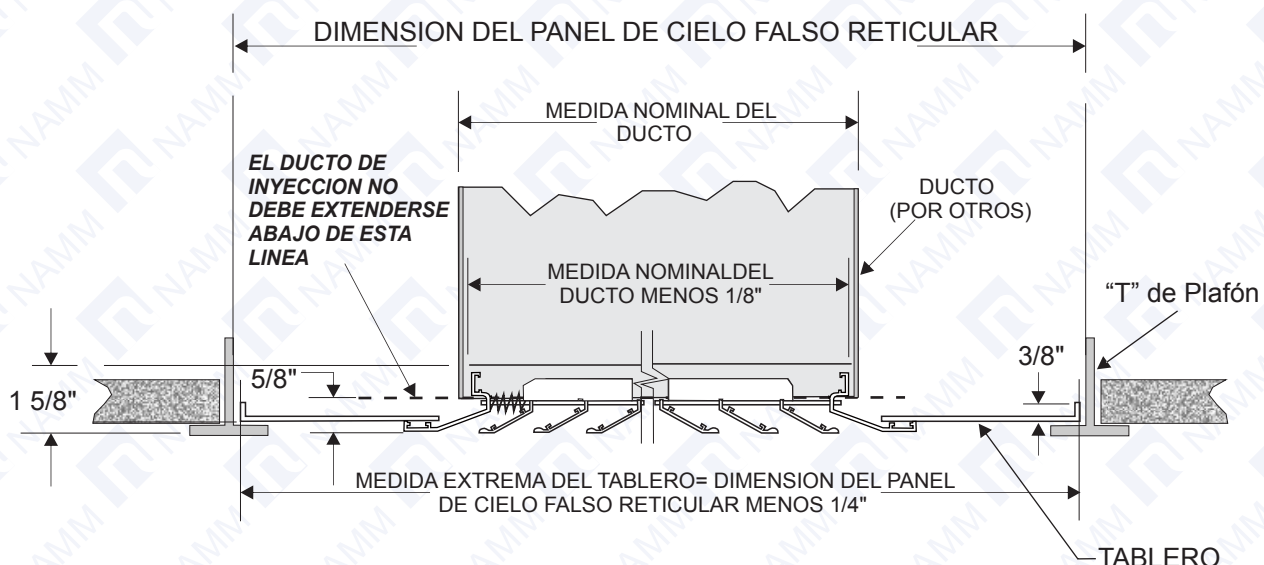 DIMENSION DEL PANEL DE CIELO FALSO RETICULAR
MEDIDA NOMINAL DEL
DUCTO
EL DUCTO DE
INYECCION NO
DEBE EXTENDERSE
ABAJO DE ESTA
LINEA
DUCTO
(POR OTROS)
MEDIDA NOMINALDEL
DUCTO MENOS 1/8"
“T” de Plafón
1 5/8"
5/8"
3/8"
MEDIDA EXTREMA DEL TABLERO= DIMENSION DEL PANEL
DE CIELO FALSO RETICULAR MENOS 1/4"
TABLERO
NAMM